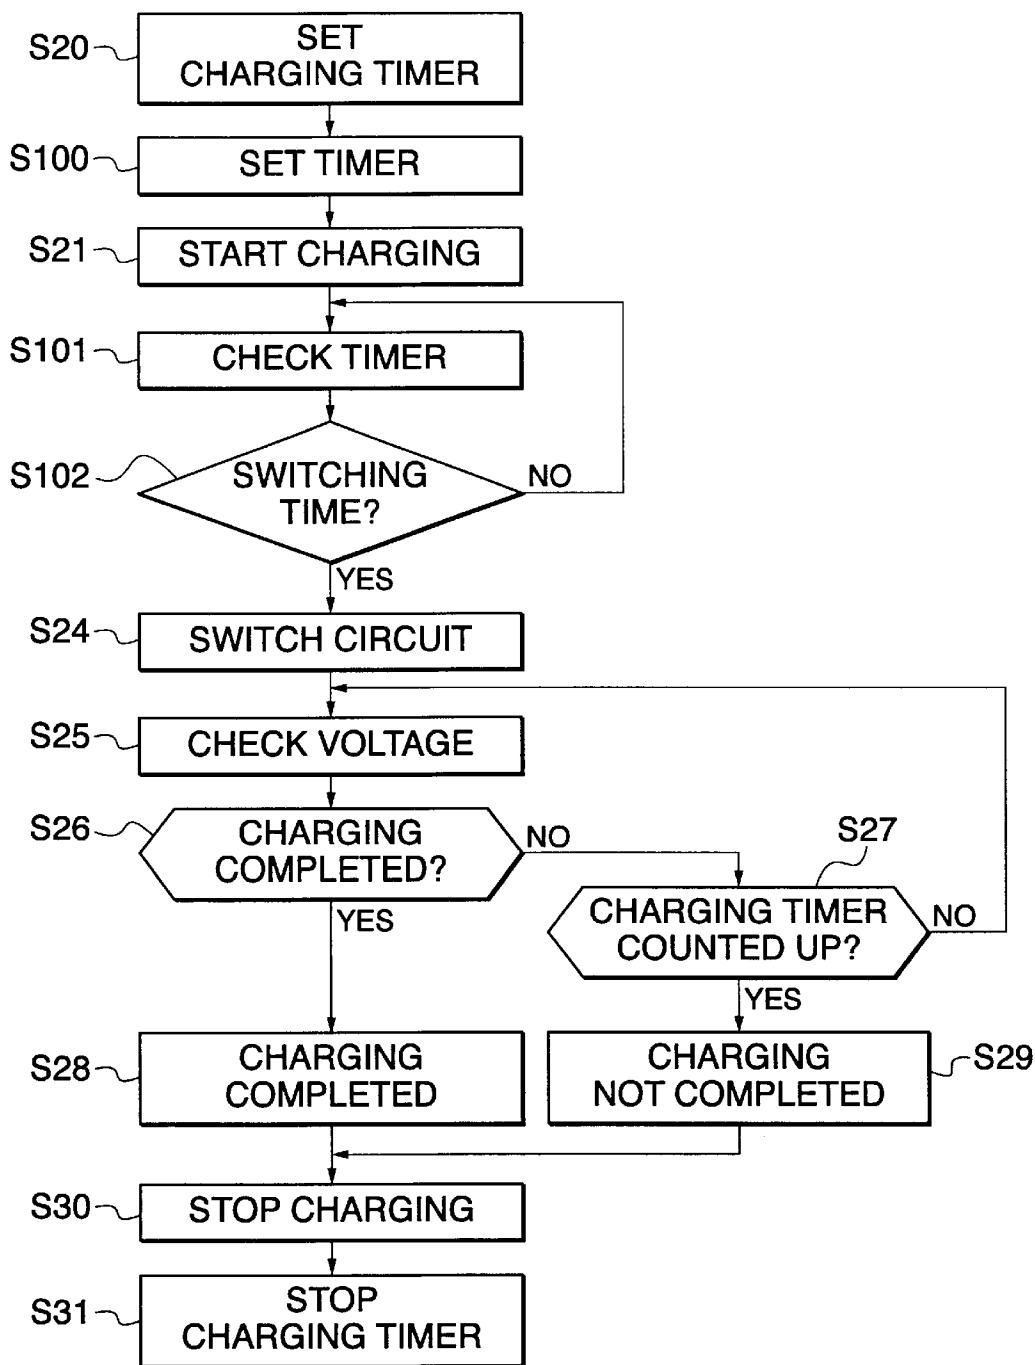 S20
SET
CHARGING TIMER
S100
SET TIMER
S21
START CHARGING
S101
CHECK TIMER
S102
SWITCHING
TIME?
NO
YES
S24
SWITCH CIRCUIT
S25
CHECK VOLTAGE
S26
CHARGING
COMPLETED?
NO
YES
S27
CHARGING TIMER
COUNTED UP?
NO
YES
S28
CHARGING
COMPLETED
CHARGING
NOT COMPLETED
S29
S30
STOP CHARGING
S31
STOP
CHARGING TIMER